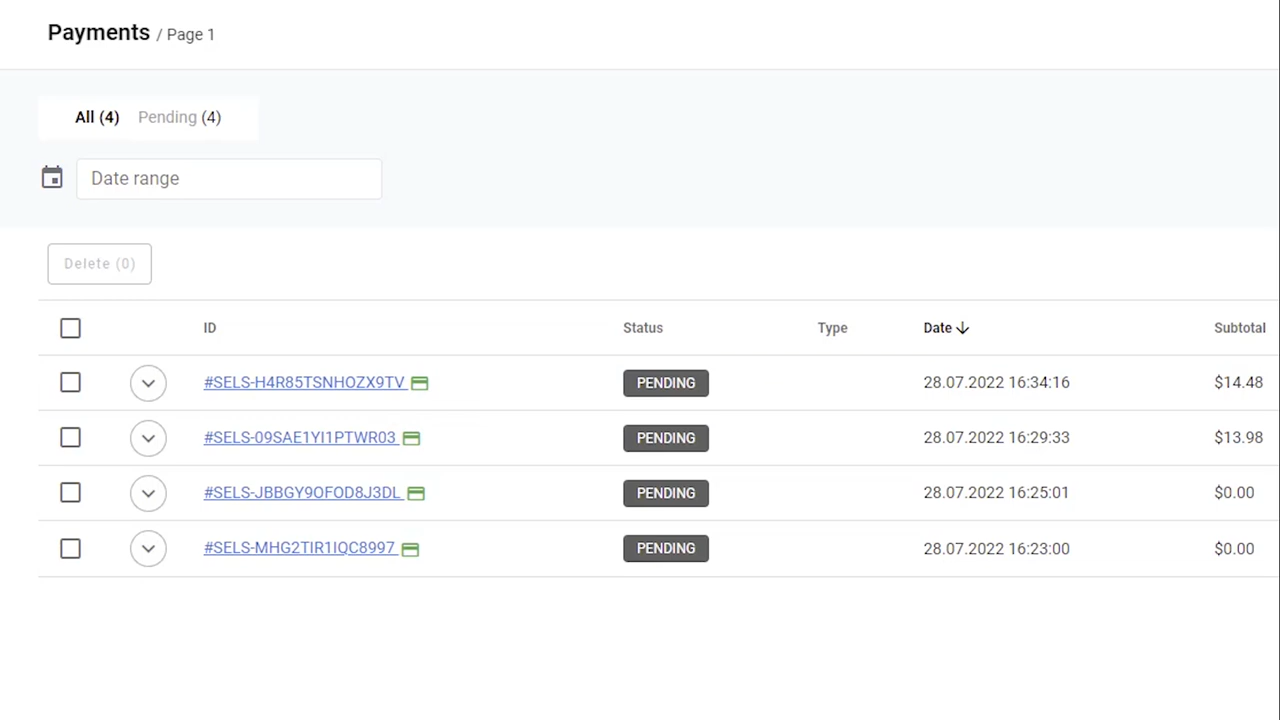 Payments / Page 1
All (4) Pending (4)
Date range
Delete (0)
ID Status Type Date Subtotal
#SELS-H4R85TSNHOZX9TV PENDING 28.07.2022 16:34:16 $14.48
#SELS-09SAE1YI1PTWR03 PENDING 28.07.2022 16:29:33 $13.98
#SELS-JBBGY9OFOD8J3DL PENDING 28.07.2022 16:25:01 $0.00
#SELS-MHG2TIR1IQC8997 PENDING 28.07.2022 16:23:00 $0.00